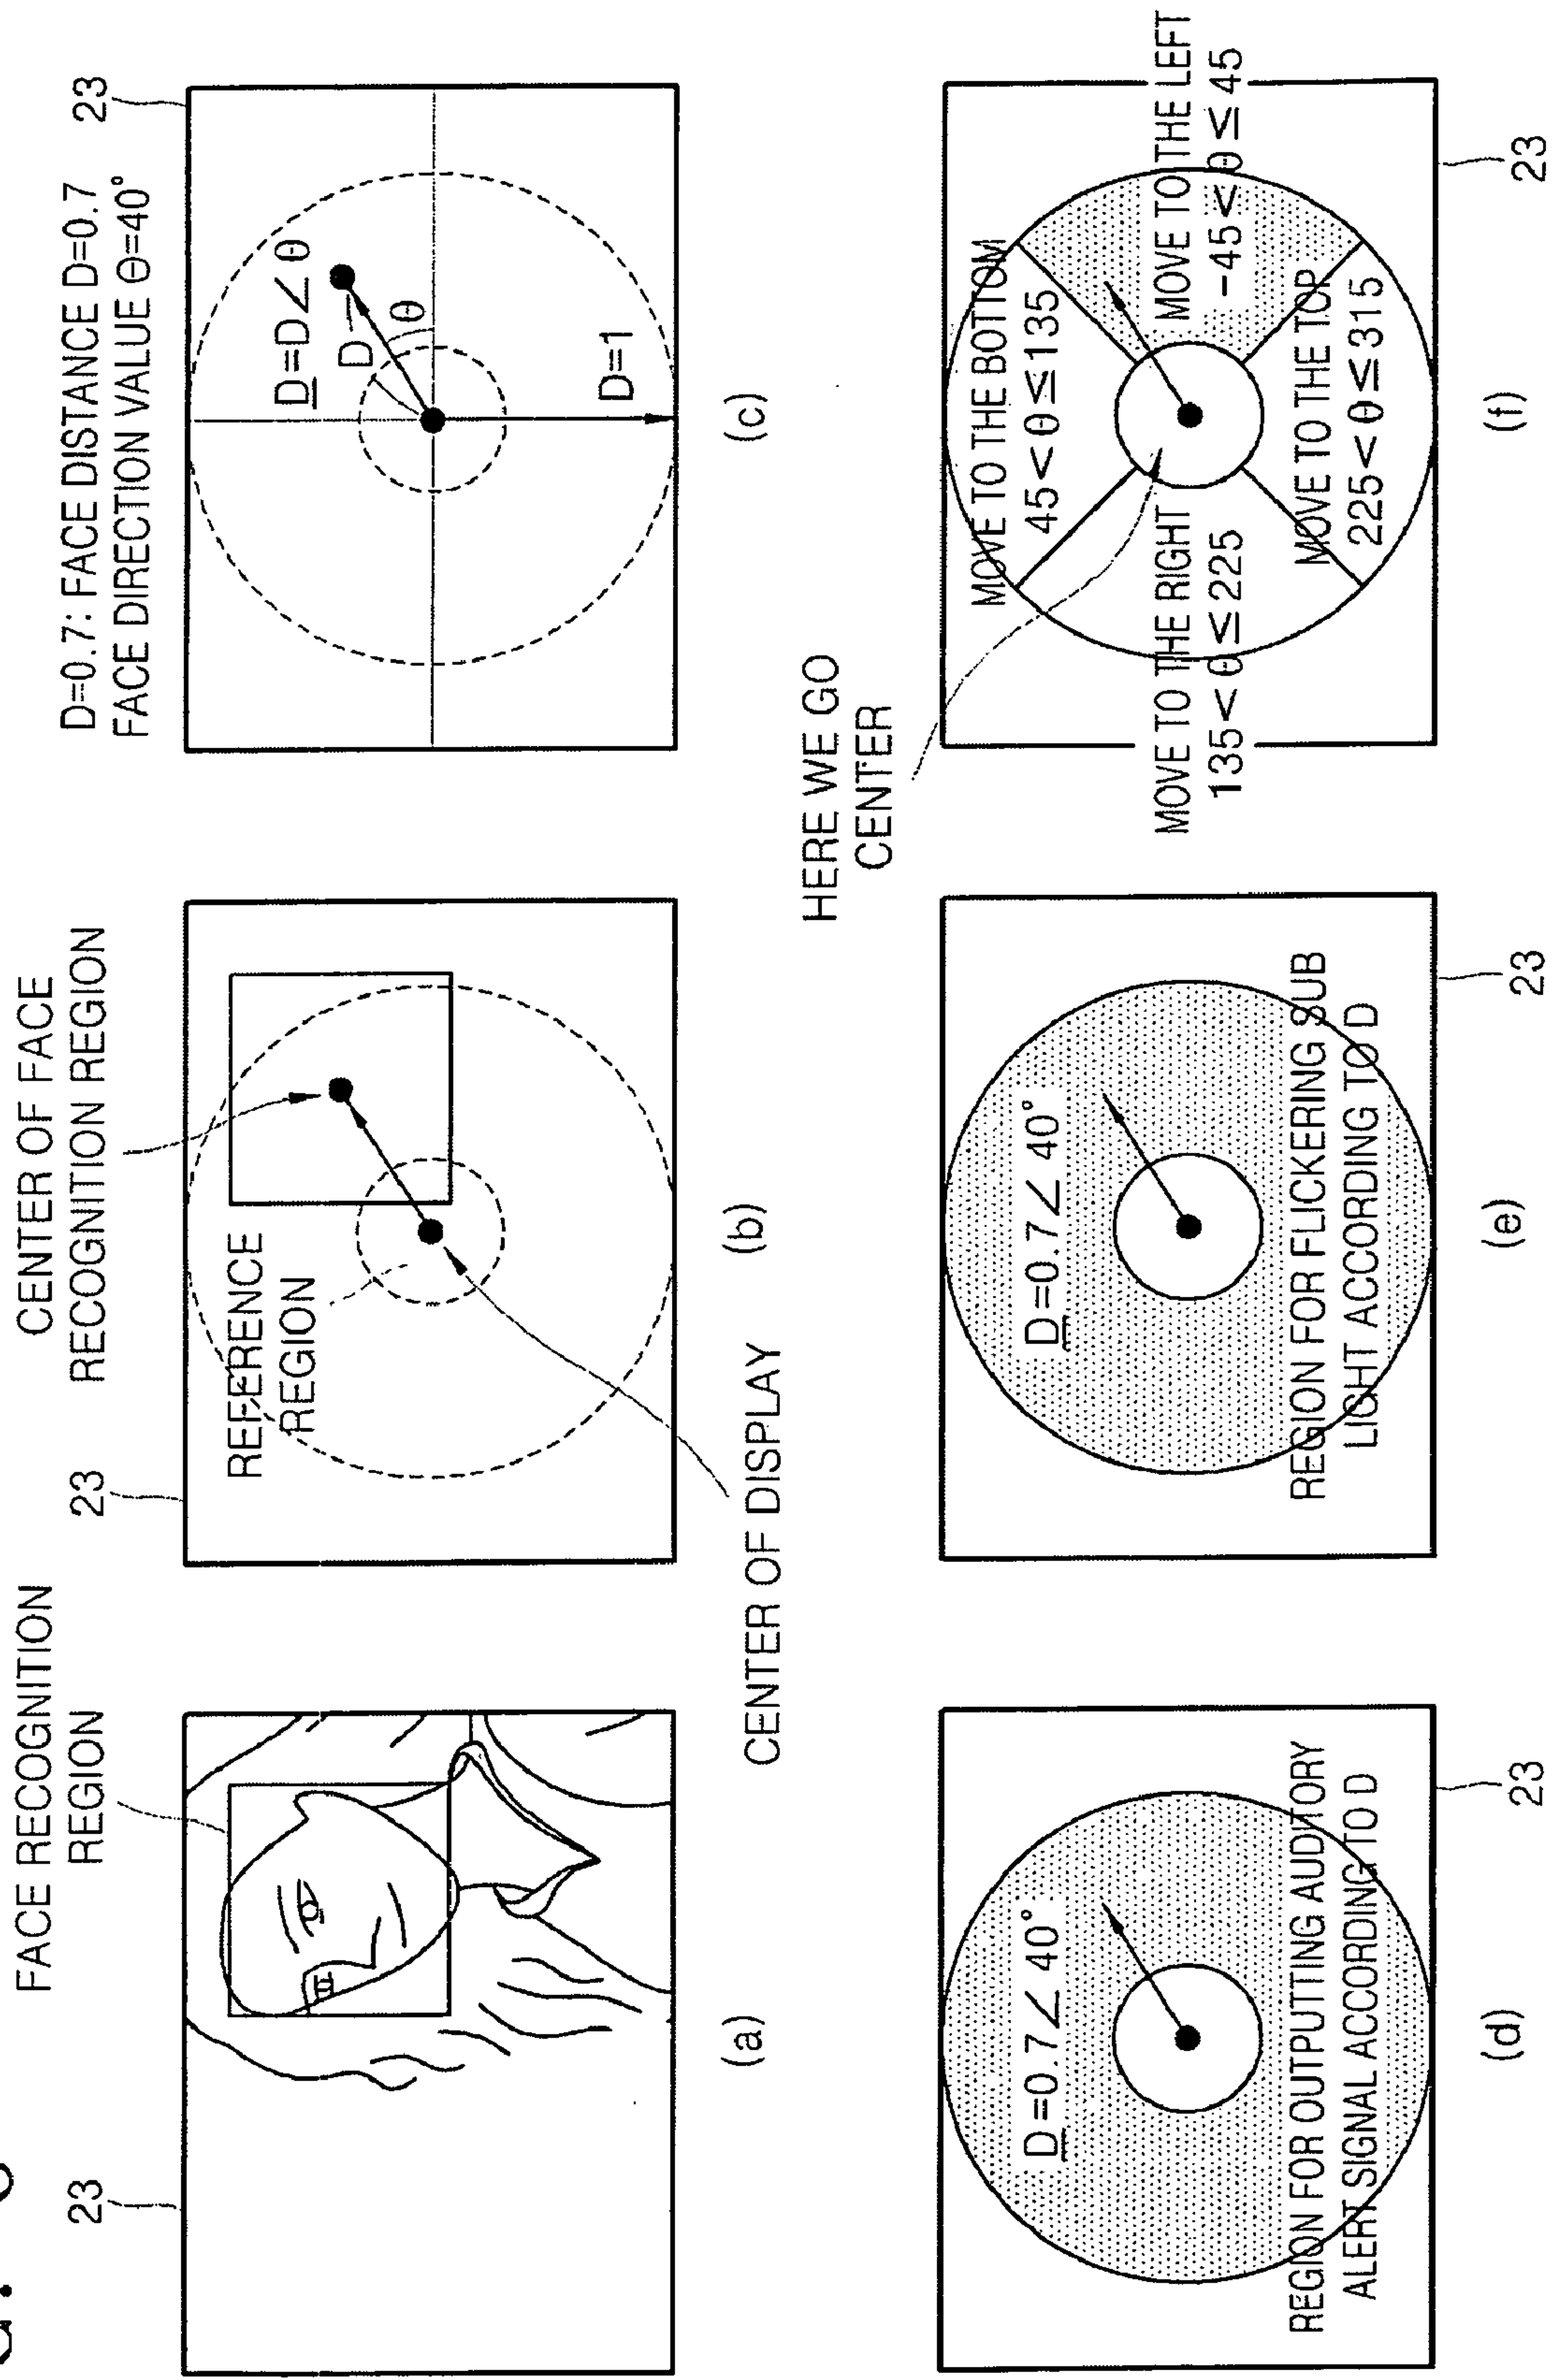 FACE RECOGNITION
REGION
23
(a)
CENTER OF FACE
RECOGNITION REGION
23
REFERENCE
REGION
CENTER OF DISPLAY
(b)
D=0.7: FACE DISTANCE D=0.7
FACE DIRECTION VALUE θ=40°
23
D=D∠θ
D
θ
D=1
(c)
D=0.7∠ 40°
REGION FOR OUTPUTTING AUDITORY
ALERT SIGNAL ACCORDING TO D
23
(d)
D=0.7∠ 40°
REGION FOR FLICKERING SUB
LIGHT ACCORDING TO D
23
(e)
HERE WE GO
CENTER
MOVE TO THE BOTTOM
45<θ≤135
MOVE TO THE RIGHT
135<θ≤225
MOVE TO THE LEFT
-45<θ≤45
MOVE TO THE TOP
225<θ≤315
23
(f)